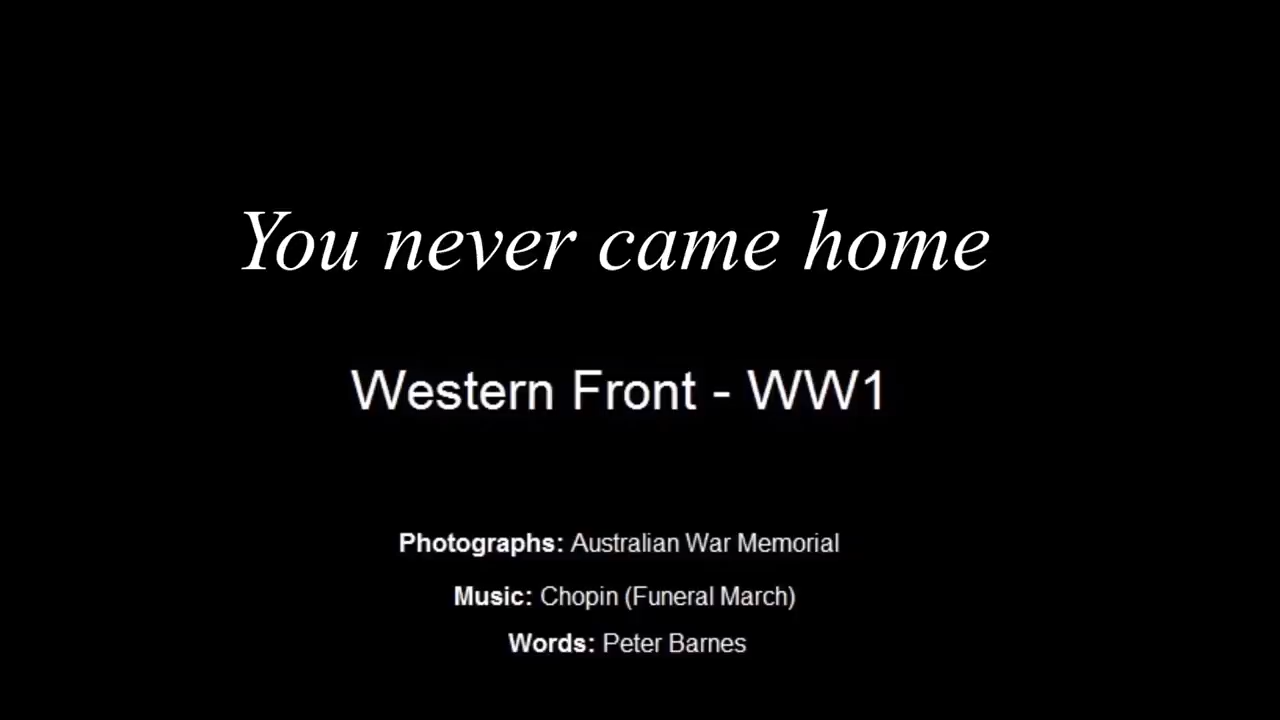 You never came home
Western Front - WW1
Photographs: Australian War Memorial
Music: Chopin (Funeral March)
Words: Peter Barnes